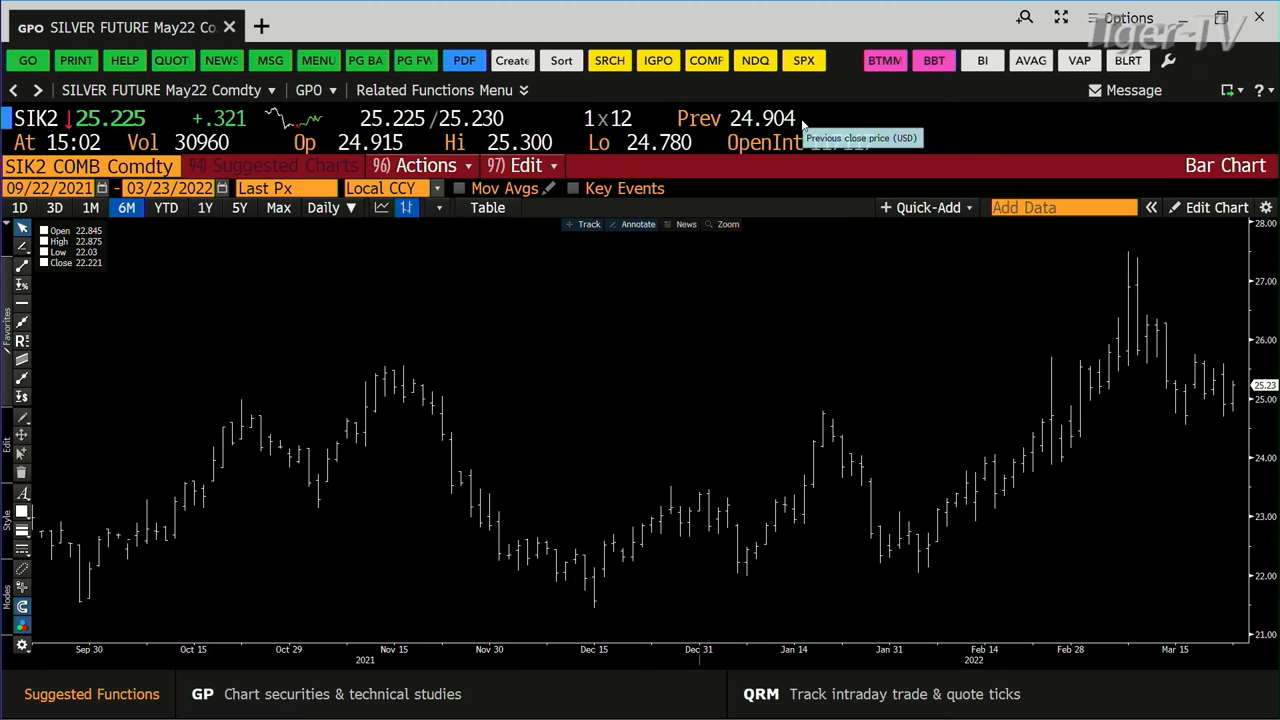 GPO SILVER FUTURE May22 Co
Options
Tiger-TV
GO PRINT HELP QUOT NEWS MSG MENU PG BA PG FW PDF Create Sort SRCH IGPO COMF NDQ SPX BTMM BBT BI AVAG VAP BLRT
SILVER FUTURE May22 Comdty GPO Related Functions Menu Message
SIK2 25.225 +.321 25.225/25.230 1x12 Prev 24.904
Previous close price (USD)
At 15:02 Vol 30960 Op 24.915 Hi 25.300 Lo 24.780 OpenInt
SIK2 COMB Comdty 94) Suggested Charts 96) Actions 97) Edit Bar Chart
09/22/2021 - 03/23/2022 Last Px Local CCY Mov Avgs Key Events
1D 3D 1M 6M YTD 1Y 5Y Max Daily Table + Quick-Add Add Data Edit Chart
Track Annotate News Zoom
Open 22.845
High 22.875
Low 22.03
Close 22.221
Favorites
Edit
Style
Modes
28.00
27.00
26.00
25.23
25.00
24.00
23.00
22.00
21.00
Sep 30 Oct 15 Oct 29 Nov 15 Nov 30 Dec 15 Dec 31 Jan 14 Jan 31 Feb 14 Feb 28 Mar 15
2021 2022
Suggested Functions GP Chart securities & technical studies QRM Track intraday trade & quote ticks